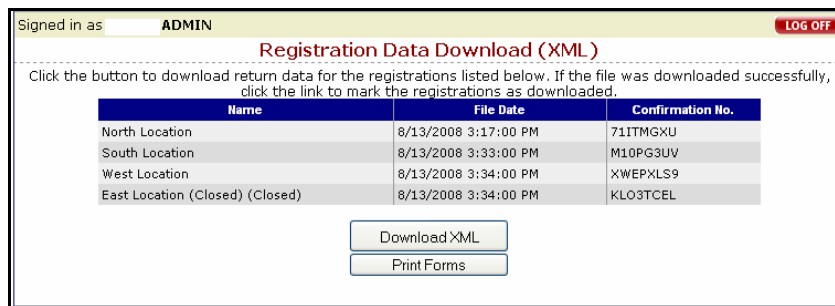 Signed in as ADMIN LOG OFF
Registration Data Download (XML)
Click the button to download return data for the registrations listed below. If the file was downloaded successfully,
click the link to mark the registrations as downloaded.
Name File Date Confirmation No.
North Location 8/13/2008 3:17:00 PM 71ITMGXU
South Location 8/13/2008 3:33:00 PM M10PG3UV
West Location 8/13/2008 3:34:00 PM XWEPXLS9
East Location (Closed) (Closed) 8/13/2008 3:34:00 PM KLO3TCEL
Download XML
Print Forms